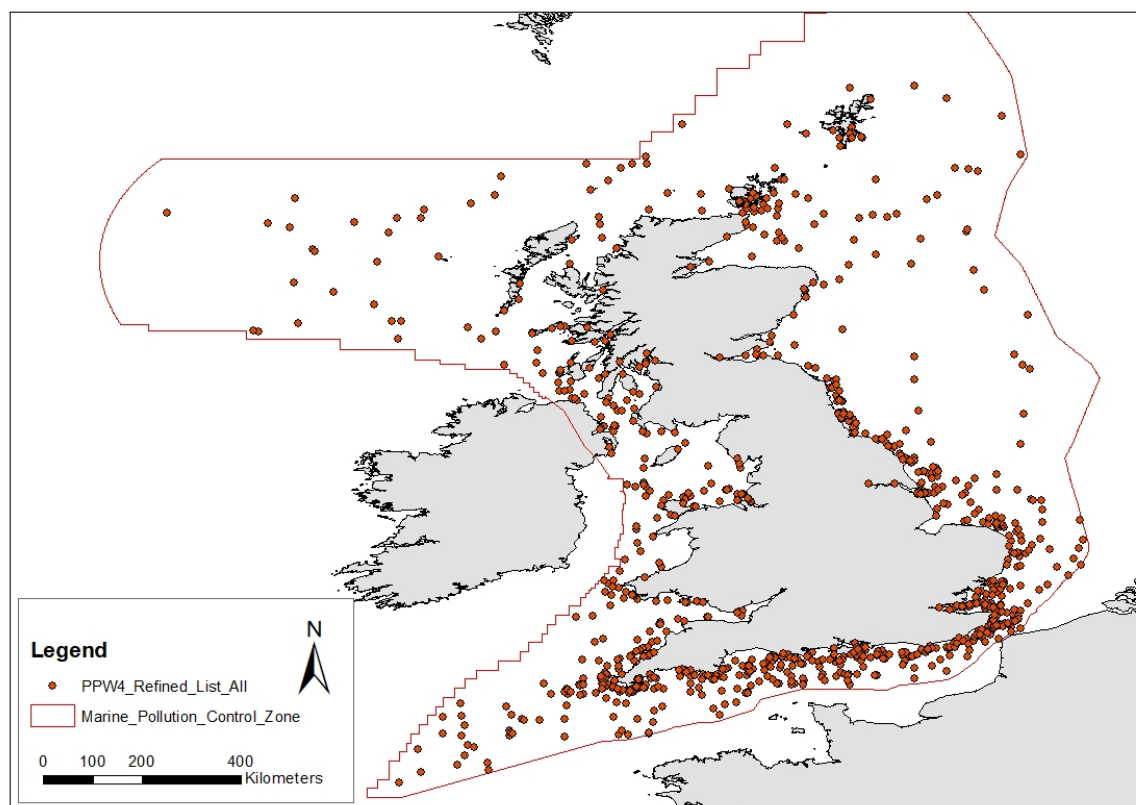 N
Legend
PPW4_Refined_List_All
Marine_Pollution_Control_Zone
0 100 200 400
Kilometers